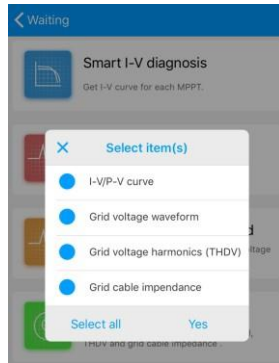 Waiting
Smart I-V diagnosis
Get I-V curve for each MPPT.
Select item(s)
I-V/P-V curve
Grid voltage waveform
d
Grid voltage harmonics (THDV)
ltage
Grid cable impendance
Select all
Yes
THDV and grid cable impedance .